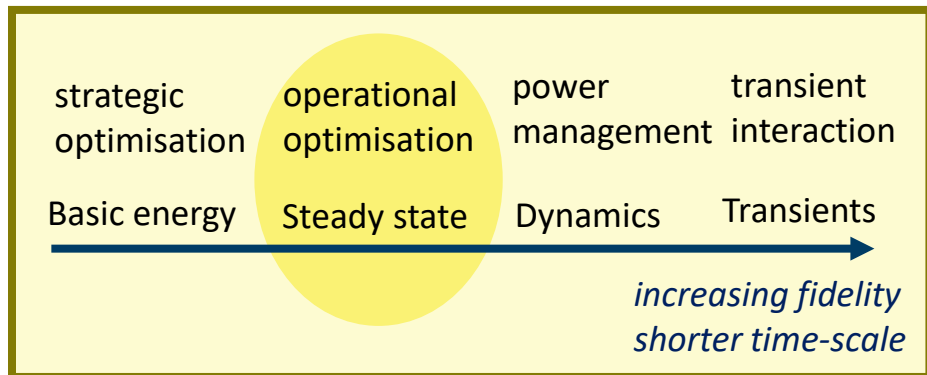 strategic
optimisation
operational
optimisation
power
management
transient
interaction
Basic energy
Steady state
Dynamics
Transients
increasing fidelity
shorter time-scale